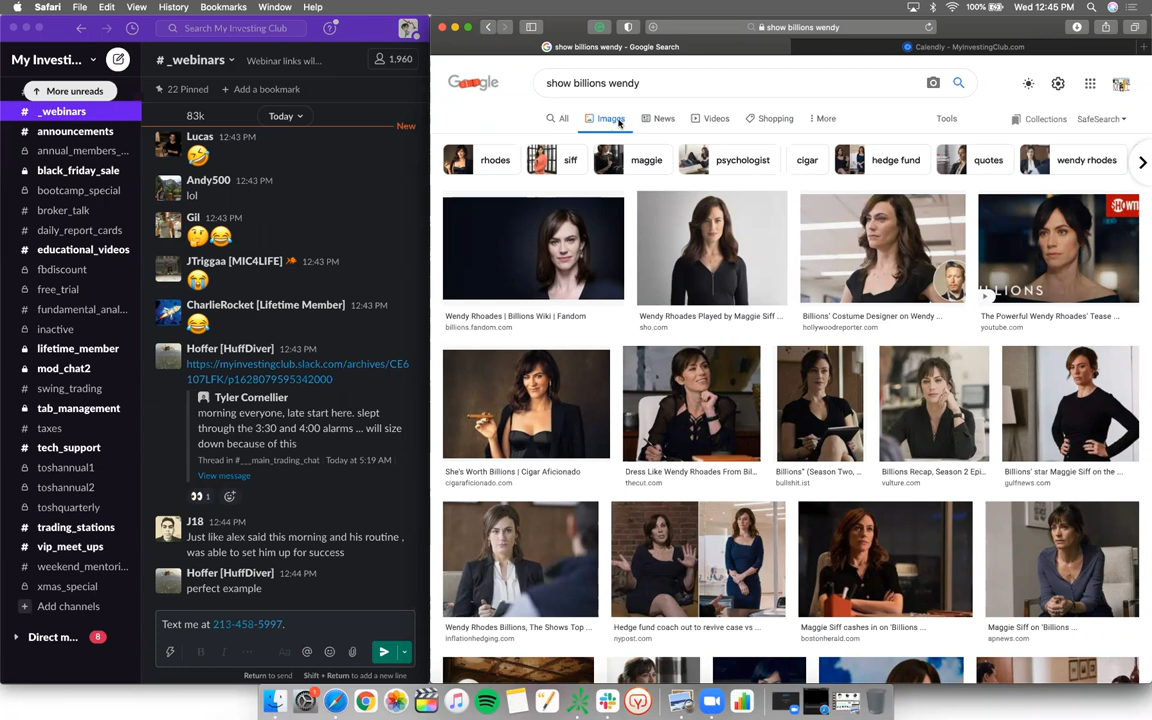 Safari File Edit View History Bookmarks Window Help
100% Wed 12:45 PM
Search My Investing Club
My Investi...
More unreads
# _webinars
# announcements
annual_members_...
black_friday_sale
bootcamp_special
# broker_talk
# daily_report_cards
# educational_videos
fbdiscount
# free_trial
# fundamental_anal...
inactive
lifetime_member
mod_chat2
# swing_trading
# tab_management
# taxes
# tech_support
toshannual1
toshannual2
toshquarterly
# trading_stations
# vip_meet_ups
# weekend_mentori...
xmas_special
+ Add channels
Direct m... 8
# _webinars
Webinar links wil...
1,960
22 Pinned + Add a bookmark
83k
Today
New
Lucas 12:43 PM
Andy500 12:43 PM
lol
Gil 12:43 PM
JTriggaa [MIC4LIFE] 12:43 PM
CharlieRocket [Lifetime Member] 12:43 PM
Hoffer [HuffDiver] 12:43 PM
https://myinvestingclub.slack.com/archives/CE6
107LFK/p1628079595342000
Tyler Cornellier
morning everyone, late start here. slept
through the 3:30 and 4:00 alarms ... will size
down because of this
Thread in #___main_trading_chat Today at 5:19 AM
View message
1
J18 12:44 PM
Just like alex said this morning and his routine ,
was able to set him up for success
Hoffer [HuffDiver] 12:44 PM
perfect example
Text me at 213-458-5997.
Return to send Shift + Return to add a new line
show billions wendy
show billions wendy - Google Search
Calendly - MyInvestingClub.com
Google
show billions wendy
All Images News Videos Shopping More Tools
Collections SafeSearch
rhodes siff maggie psychologist cigar hedge fund quotes wendy rhodes
SHOWT
LLIONS
Wendy Rhoades | Billions Wiki | Fandom
billions.fandom.com
Wendy Rhoades Played by Maggie Siff ...
sho.com
Billions' Costume Designer on Wendy ...
hollywoodreporter.com
The Powerful Wendy Rhoades' Tease ...
youtube.com
She's Worth Billions | Cigar Aficionado
cigaraficionado.com
Dress Like Wendy Rhoades From Bil...
thecut.com
Billions” (Season Two, ...
bullshit.ist
Billions Recap, Season 2 Epi...
vulture.com
Billions' star Maggie Siff on the ...
gulfnews.com
Wendy Rhodes Billions, The Shows Top ...
inflationhedging.com
Hedge fund coach out to revive case vs ...
nypost.com
Maggie Siff cashes in on 'Billions ...
bostonherald.com
Maggie Siff on 'Billions ...
apnews.com